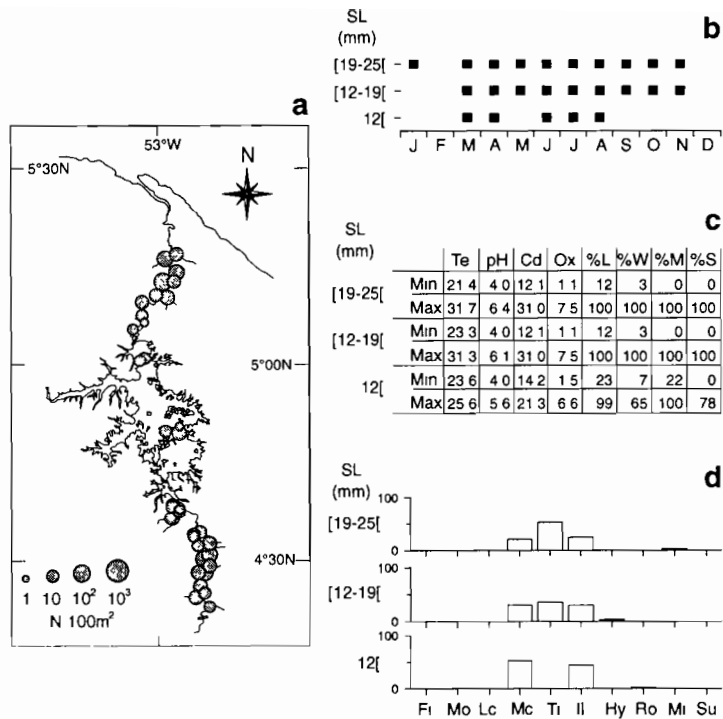 a
53°W
5°30N
N
5°00N
4°30N
1 10 10² 10³
N 100m²
b
SL
(mm)
[19-25[
[12-19[
12[
J F M A M J J A S O N D
c
SL
(mm)
Te pH Cd Ox %L %W %M %S
[19-25[ Min 21 4 4 0 12 1 1 1 12 3 0 0
Max 31 7 6 4 31 0 7 5 100 100 100 100
[12-19[ Min 23 3 4 0 12 1 1 1 12 3 0 0
Max 31 3 6 1 31 0 7 5 100 100 100 100
12[ Min 23 6 4 0 14 2 1 5 23 7 22 0
Max 25 6 5 6 21 3 6 6 99 65 100 78
d
SL
(mm)
100
[19-25[
0
100
[12-19[
0
100
12[
0
Fi Mo Lc Mc Ti Ii Hy Ro Mi Su